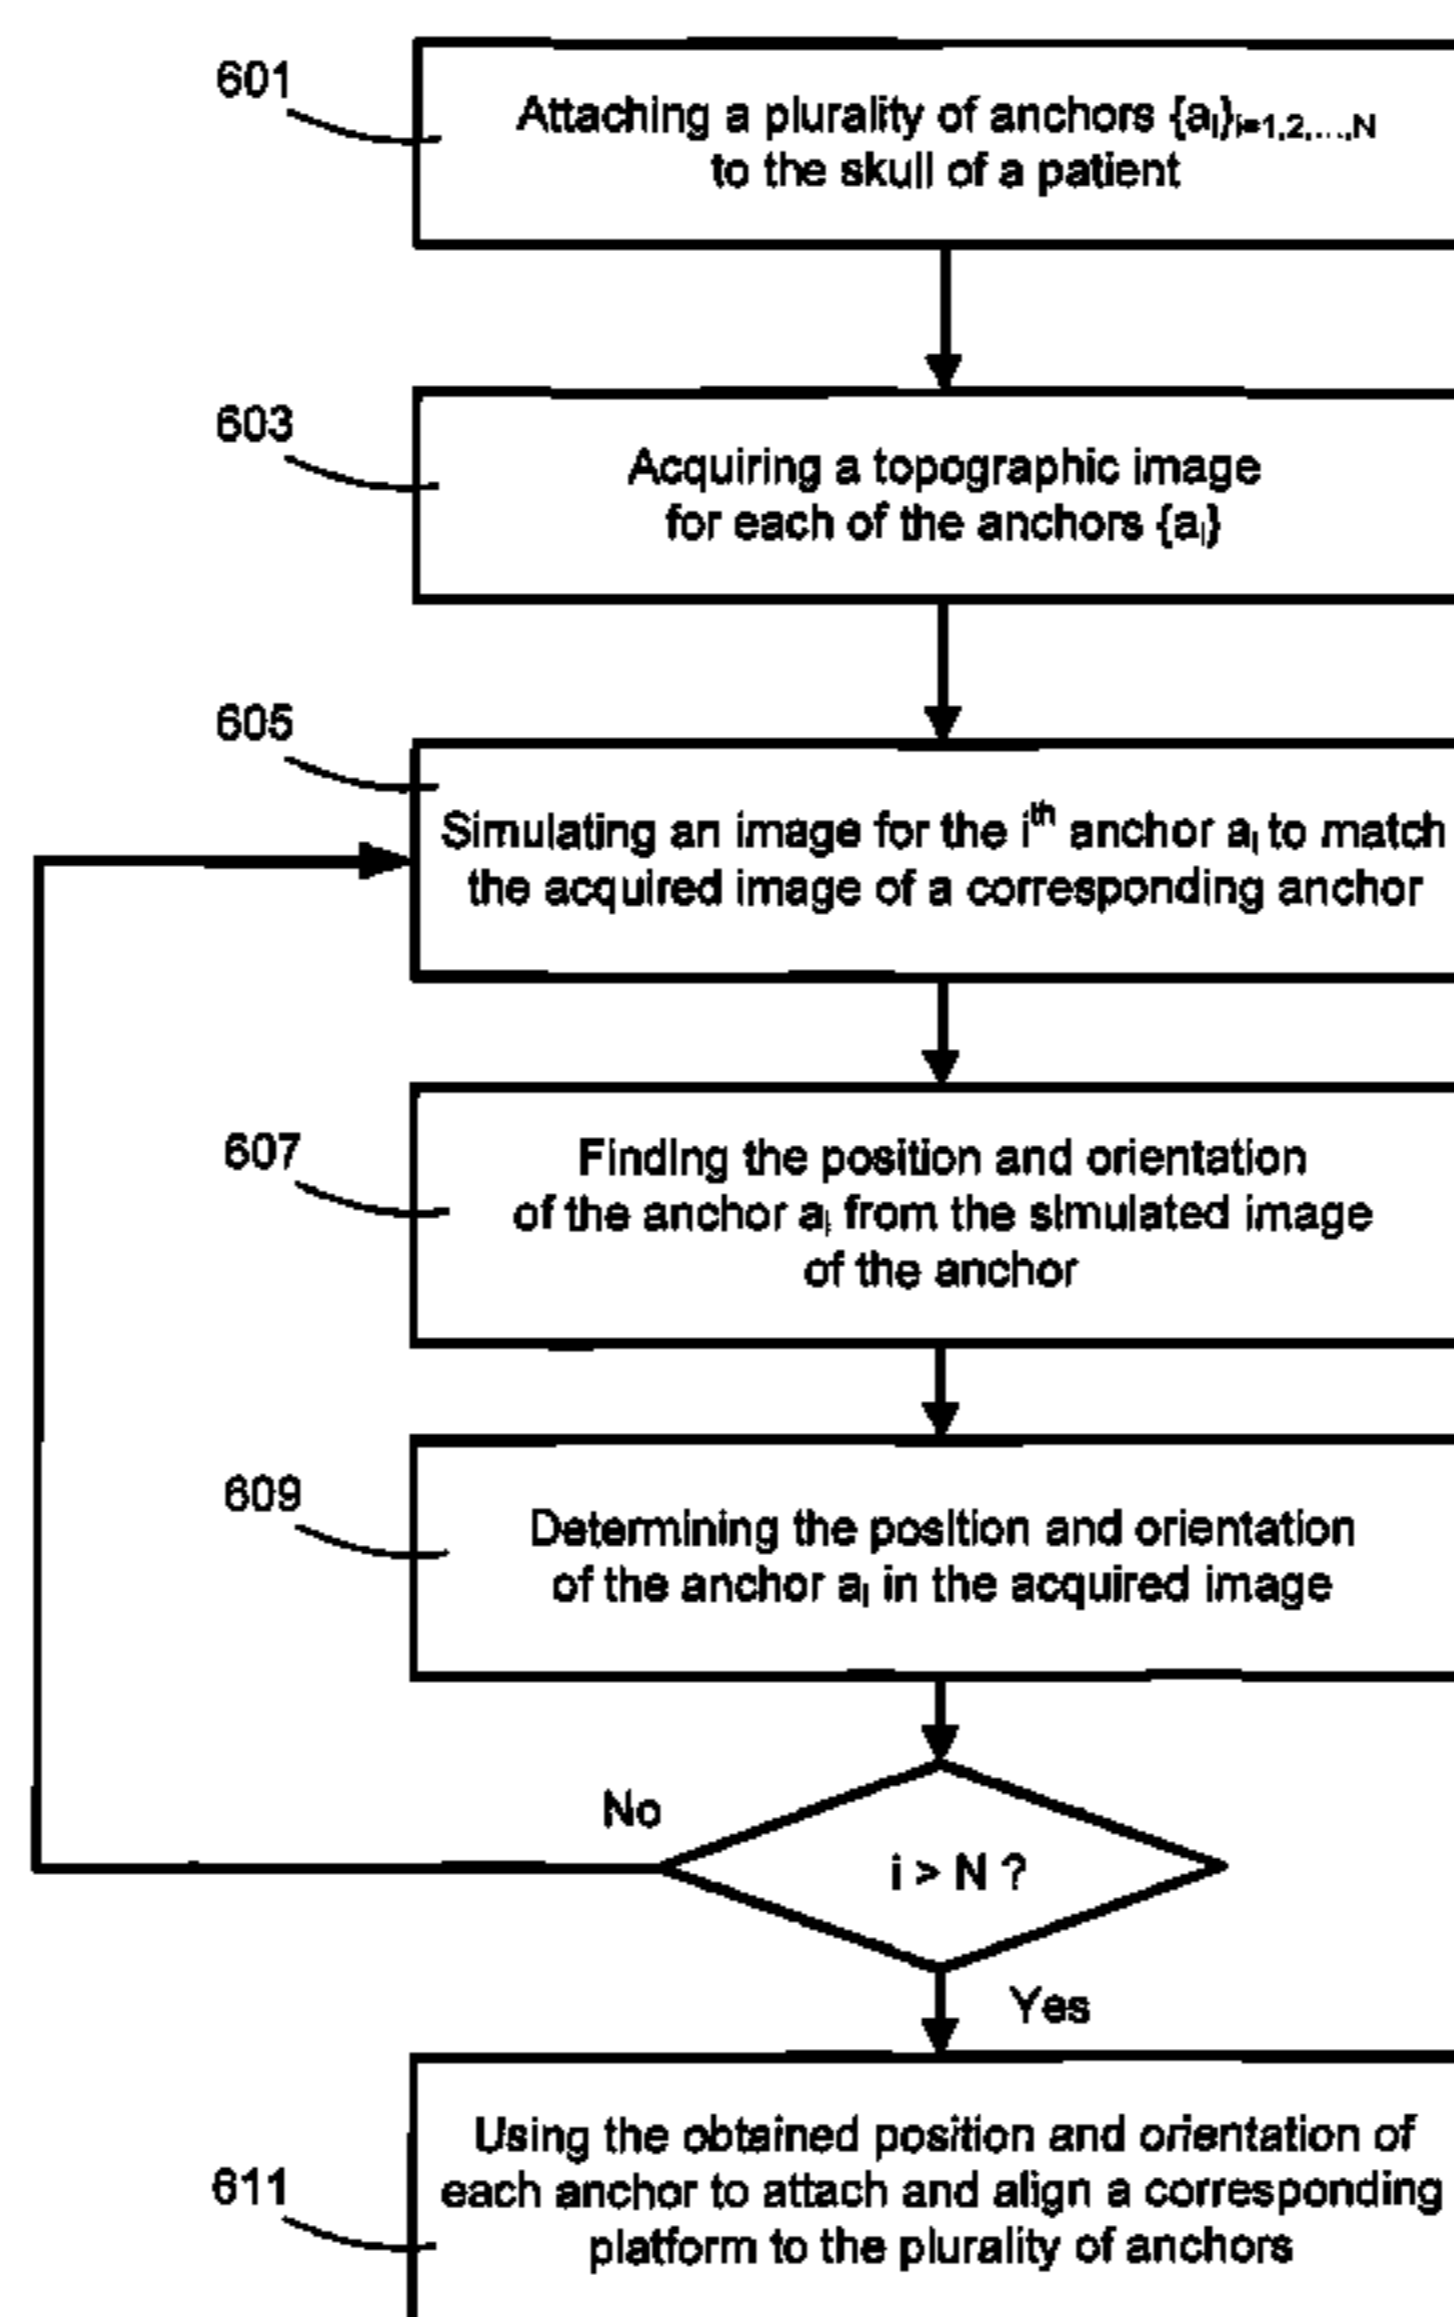 601
Attaching a plurality of anchors {aᵢ}ᵢ₌₁,₂,...,N
to the skull of a patient
603
Acquiring a topographic image
for each of the anchors {aᵢ}
605
Simulating an image for the iᵗʰ anchor aᵢ to match
the acquired image of a corresponding anchor
607
Finding the position and orientation
of the anchor aᵢ from the simulated image
of the anchor
609
Determining the position and orientation
of the anchor aᵢ in the acquired image
No
i > N ?
Yes
611
Using the obtained position and orientation of
each anchor to attach and align a corresponding
platform to the plurality of anchors